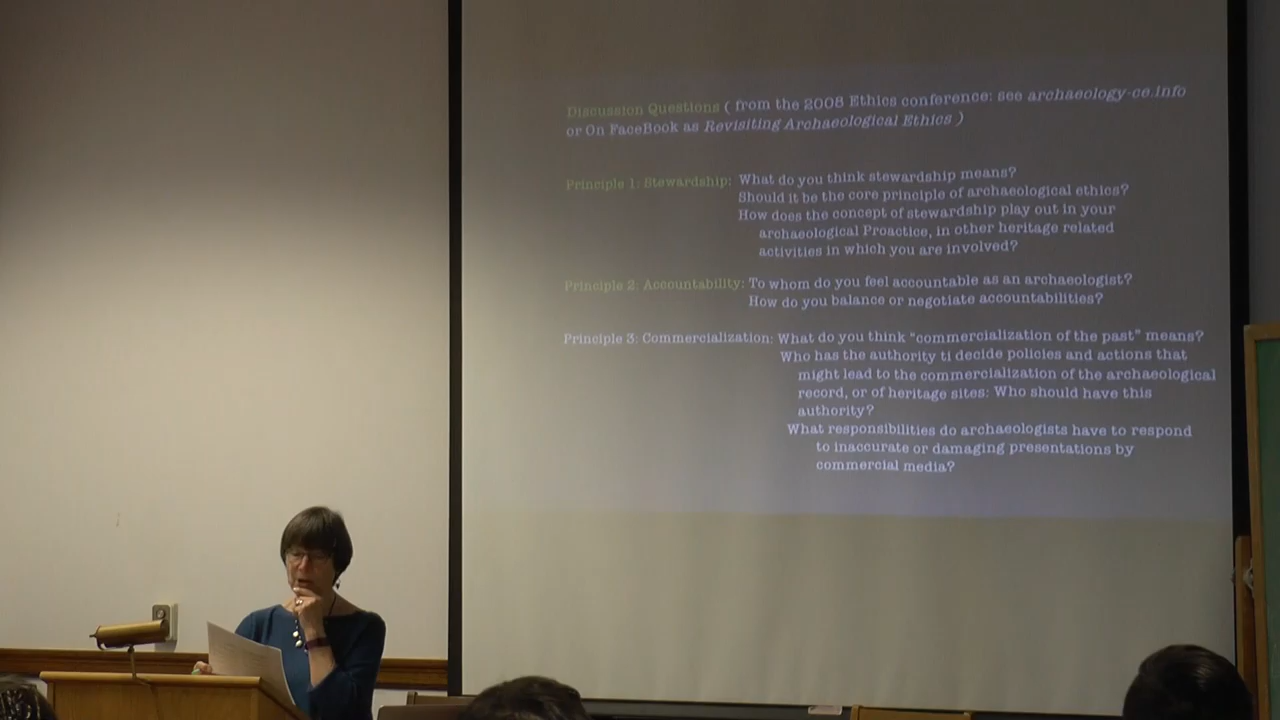 Discussion Questions ( from the 2008 Ethics conference: see archaeology-ce.info
or On FaceBook as Revisiting Archaeological Ethics )
Principle 1: Stewardship: What do you think stewardship means?
Should it be the core principle of archaeological ethics?
How does the concept of stewardship play out in your
archaeological Proactice, in other heritage related
activities in which you are involved?
Principle 2: Accountability: To whom do you feel accountable as an archaeologist?
How do you balance or negotiate accountabilities?
Principle 3: Commercialization: What do you think "commercialization of the past" means?
Who has the authority ti decide policies and actions that
might lead to the commercialization of the archaeological
record, or of heritage sites: Who should have this
authority?
What responsibilities do archaeologists have to respond
to inaccurate or damaging presentations by
commercial media?